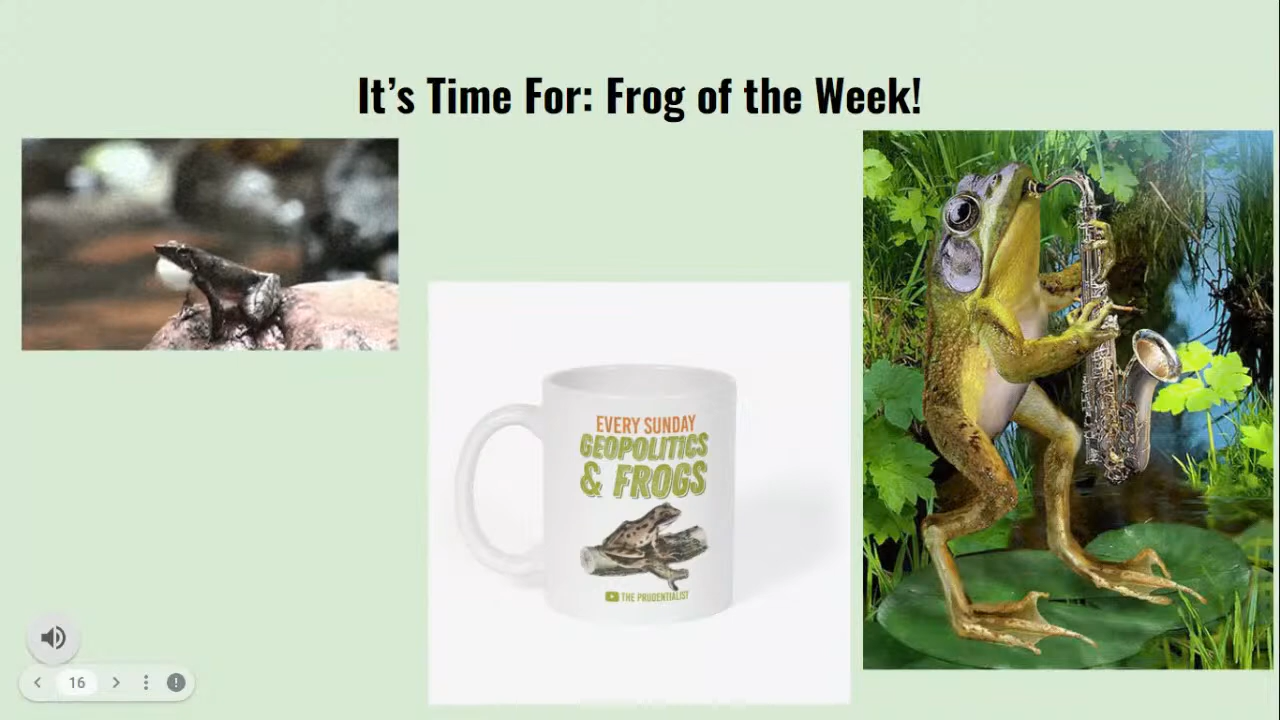 It’s Time For: Frog of the Week!
EVERY SUNDAY
GEOPOLITICS
& FROGS
THE PRUDENTIALIST
16